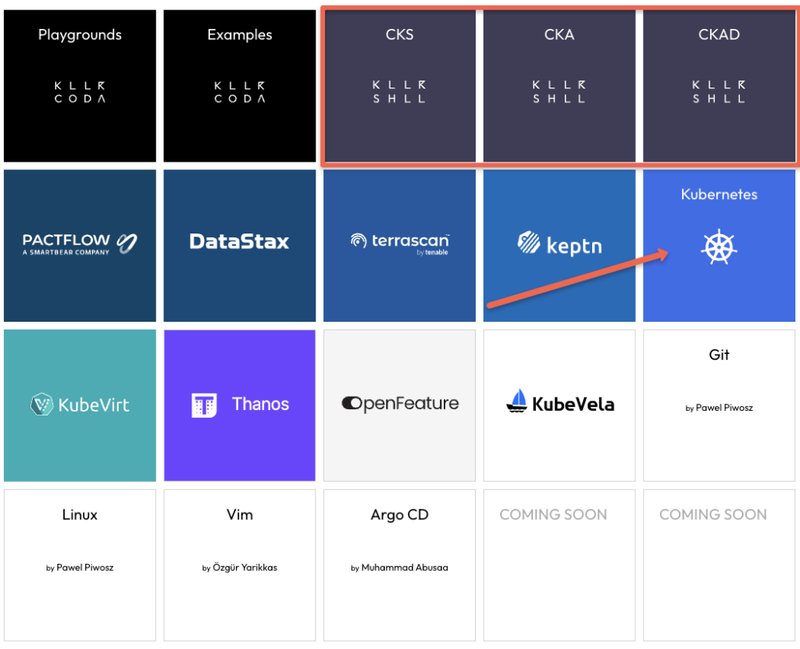 Playgrounds
KLLR
CODA
Examples
KLLR
CODA
CKS
KLLR
SHLL
CKA
KLLR
SHLL
CKAD
KLLR
SHLL
PACTFLOW
A SMARTBEAR COMPANY
DataStax
terrascan™
by tenable
keptn
Kubernetes
KubeVirt
Thanos
OpenFeature
KubeVela
Git
by Pawel Piwosz
Linux
by Pawel Piwosz
Vim
by Özgür Yarikkas
Argo CD
by Muhammad Abusaa
COMING SOON
COMING SOON